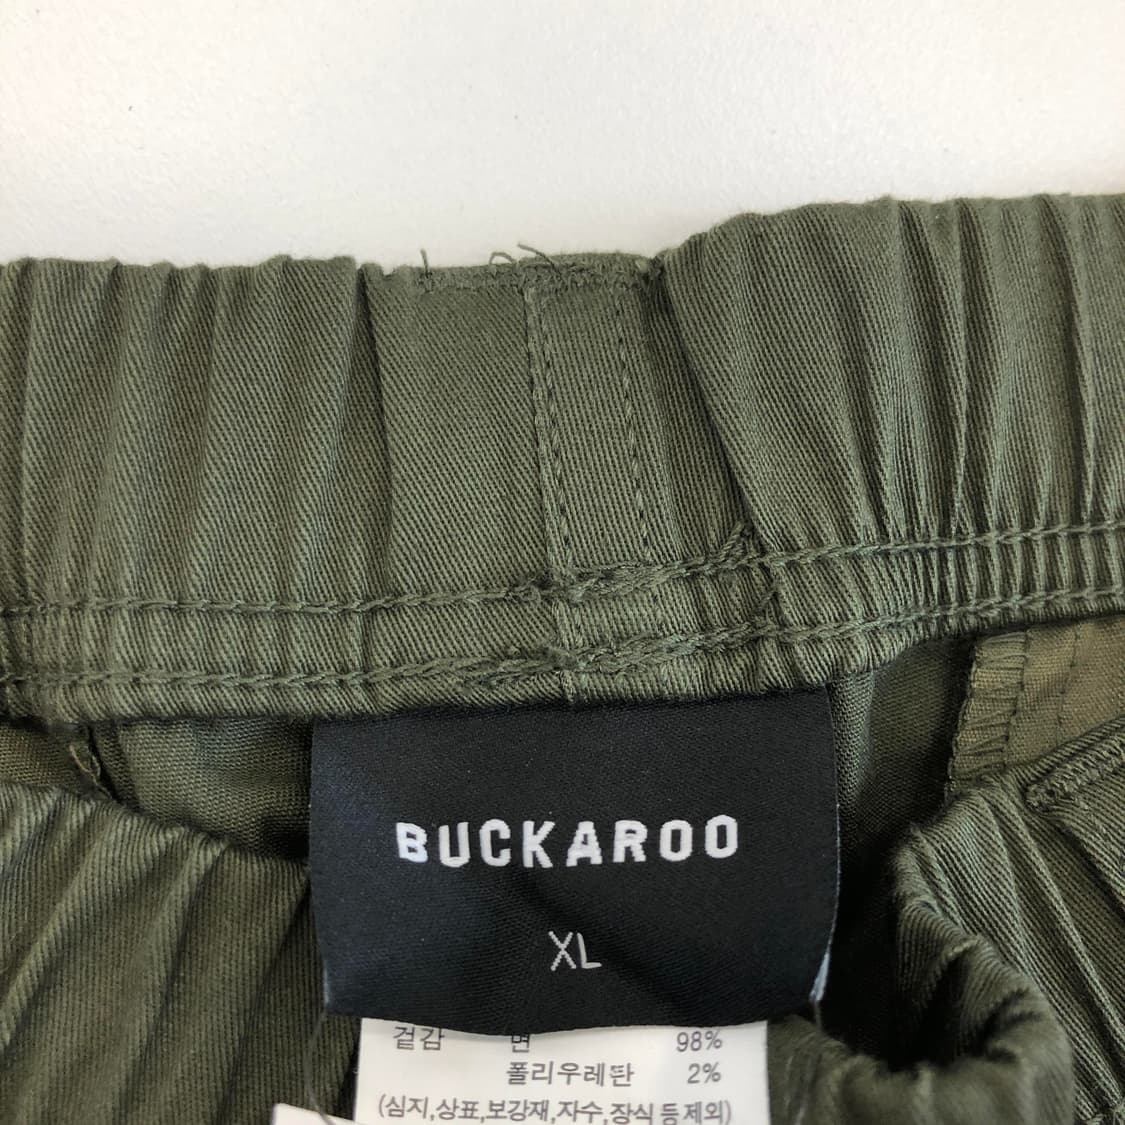 BUCKAROO
XL
겉감 면 98%
폴리우레탄 2%
(심지,상표,보강재,자수,장식 등 제외)